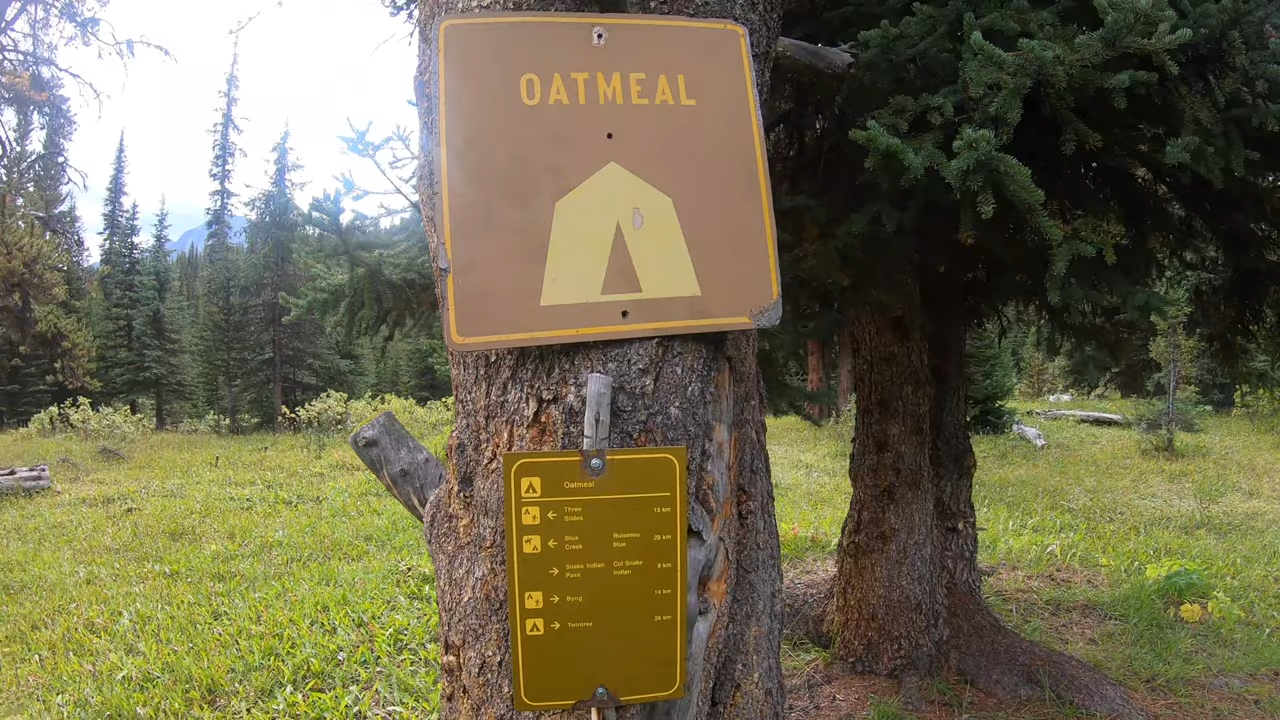 OATMEAL
Oatmeal
← Three 13 km
Slides
← Blue Ruisseau 28 km
Creek Blue
→ Snake Indian Col Snake 9 km
Pass Indian
→ Byng 14 km
→ Twintree 28 km